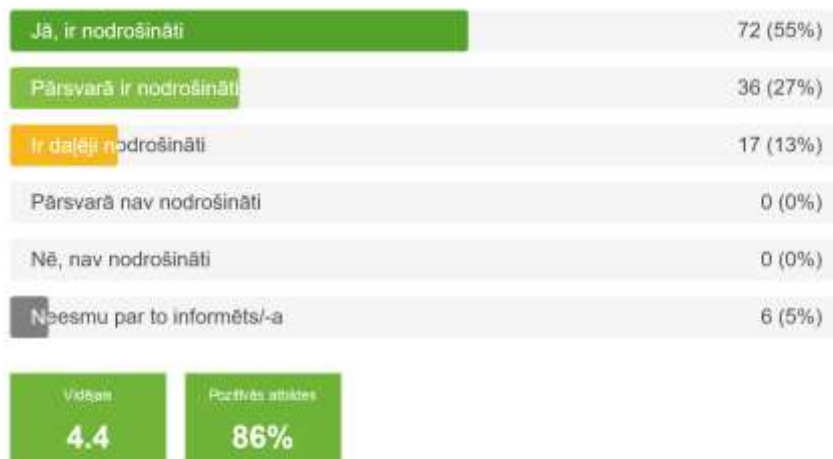 Jā, ir nodrošināti 72 (55%)
Pārsvarā ir nodrošināti 36 (27%)
Ir daļēji nodrošināti 17 (13%)
Pārsvarā nav nodrošināti 0 (0%)
Nē, nav nodrošināti 0 (0%)
Neesmu par to informēts/-a 6 (5%)
Vidējais Pozitīvās atbildes
4.4 86%